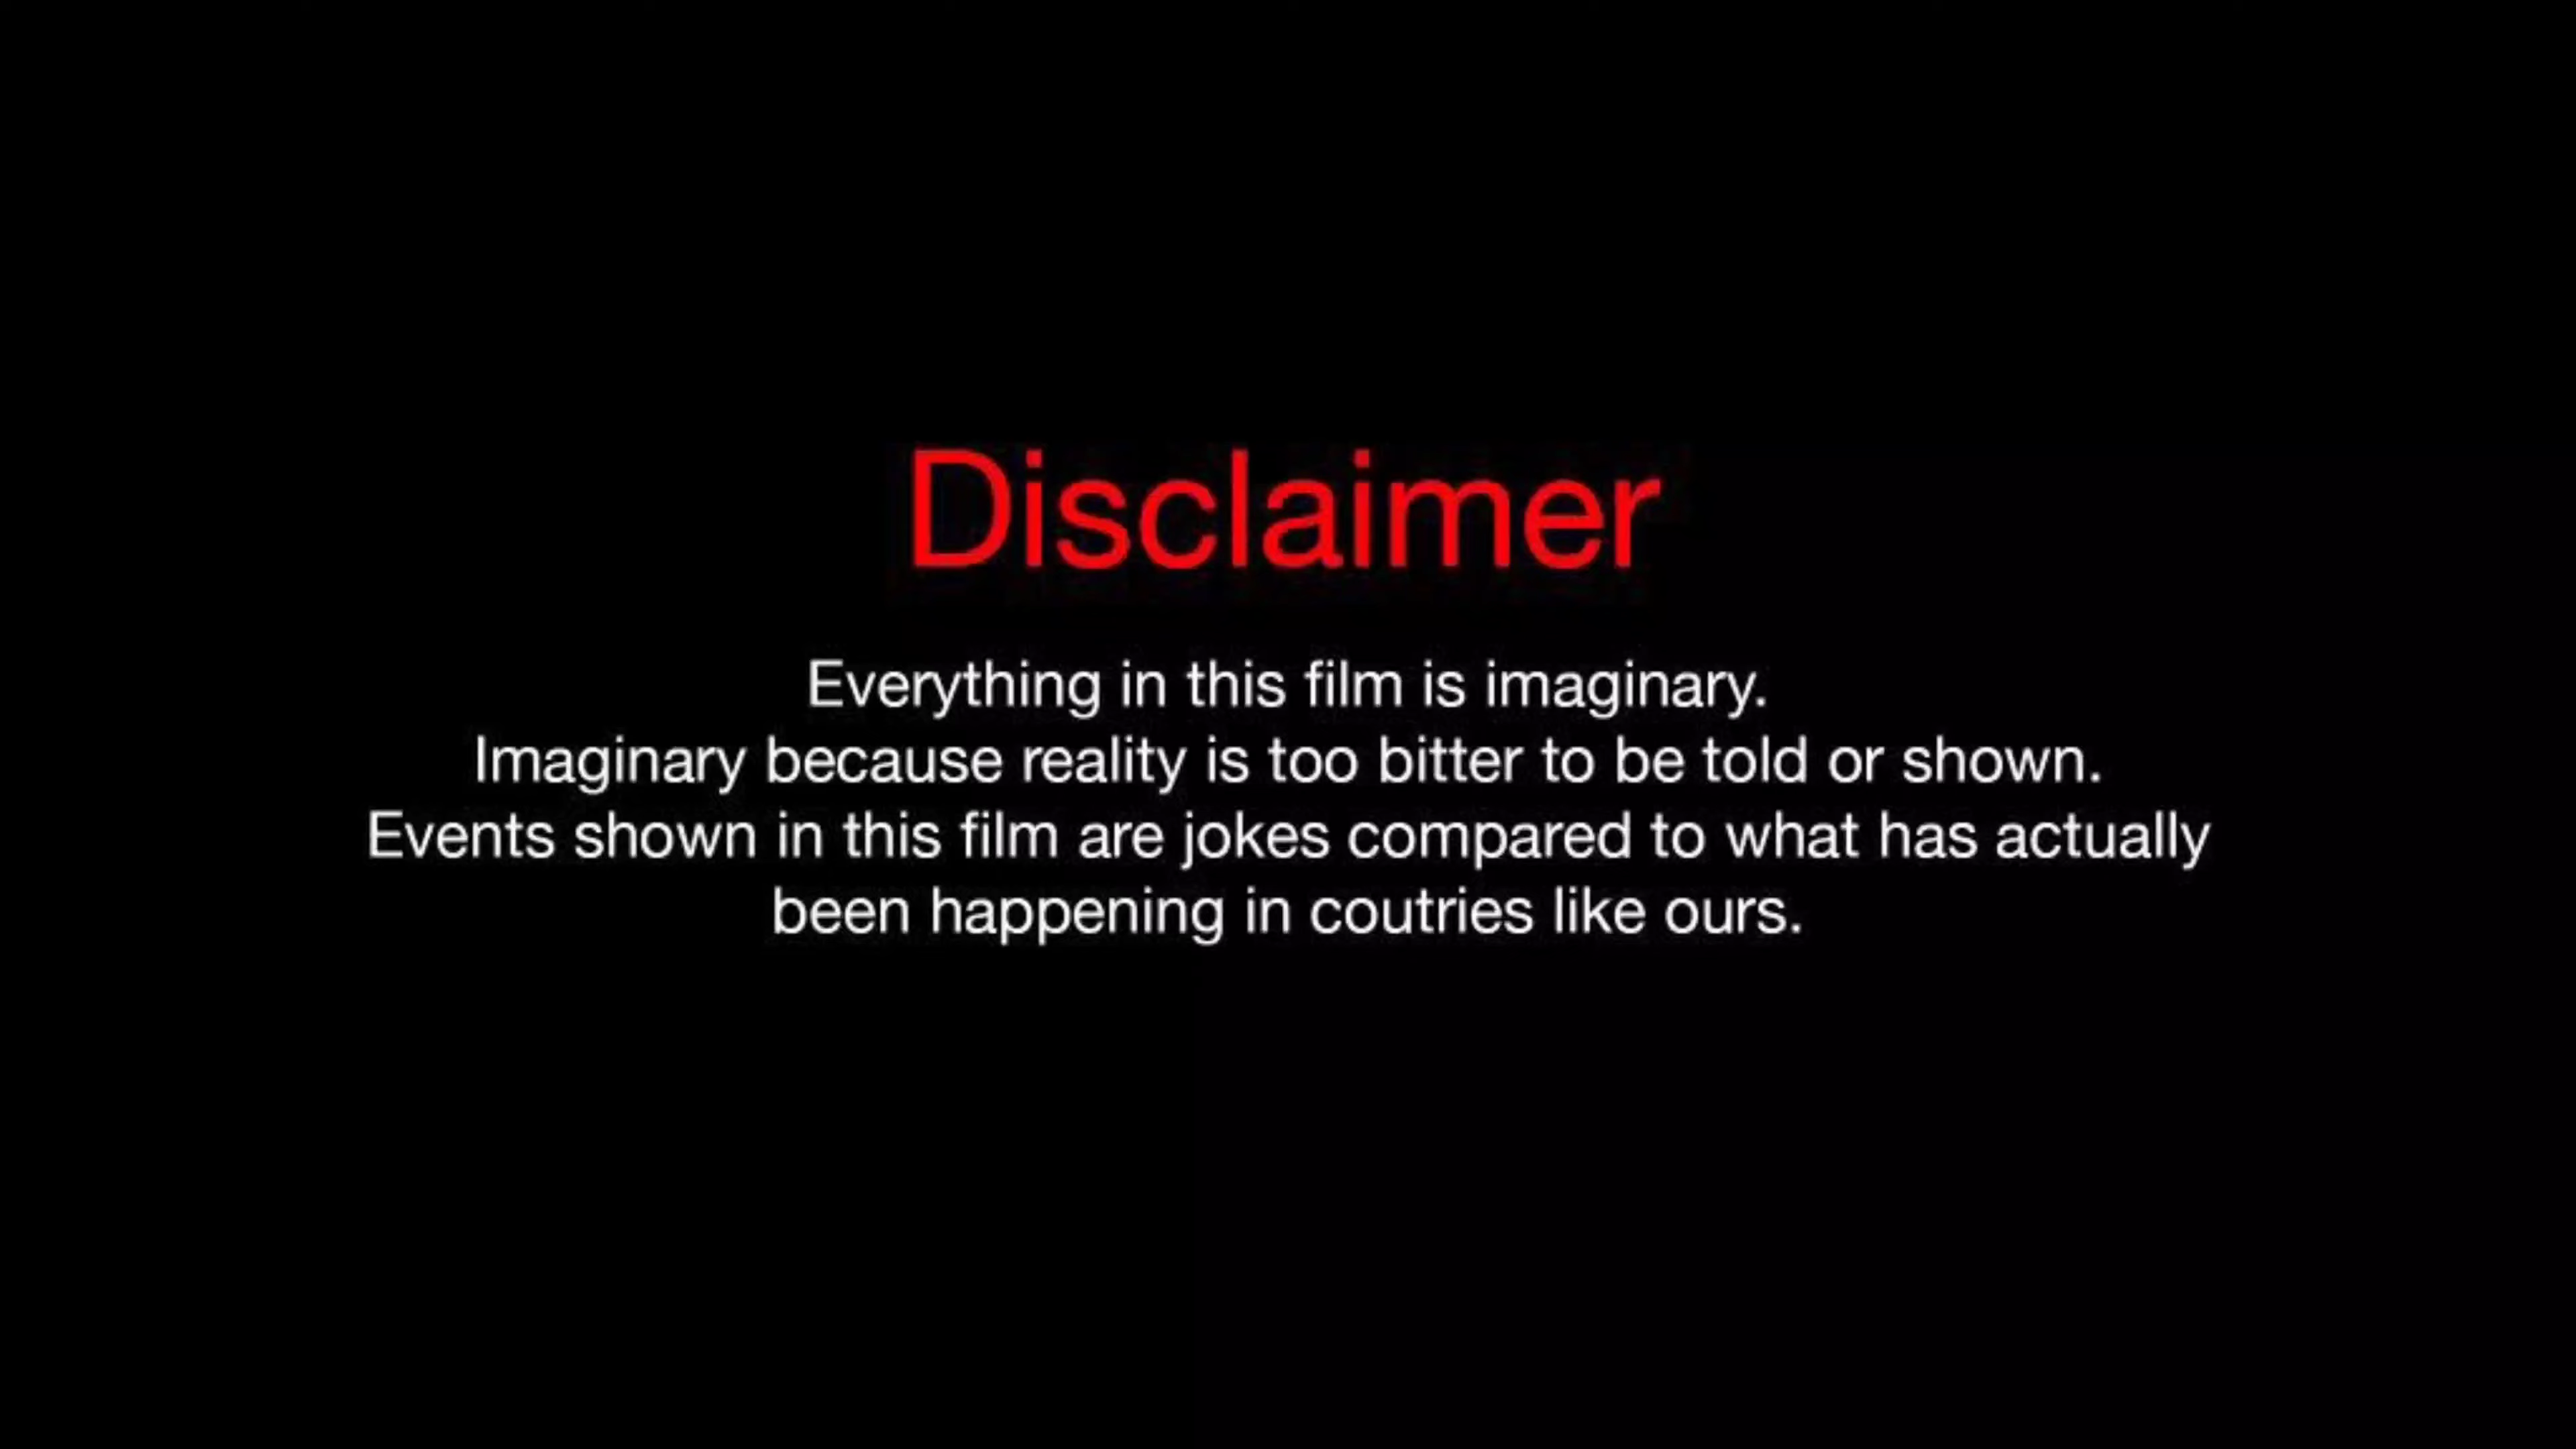 Disclaimer
Everything in this film is imaginary.
Imaginary because reality is too bitter to be told or shown.
Events shown in this film are jokes compared to what has actually
been happening in coutries like ours.